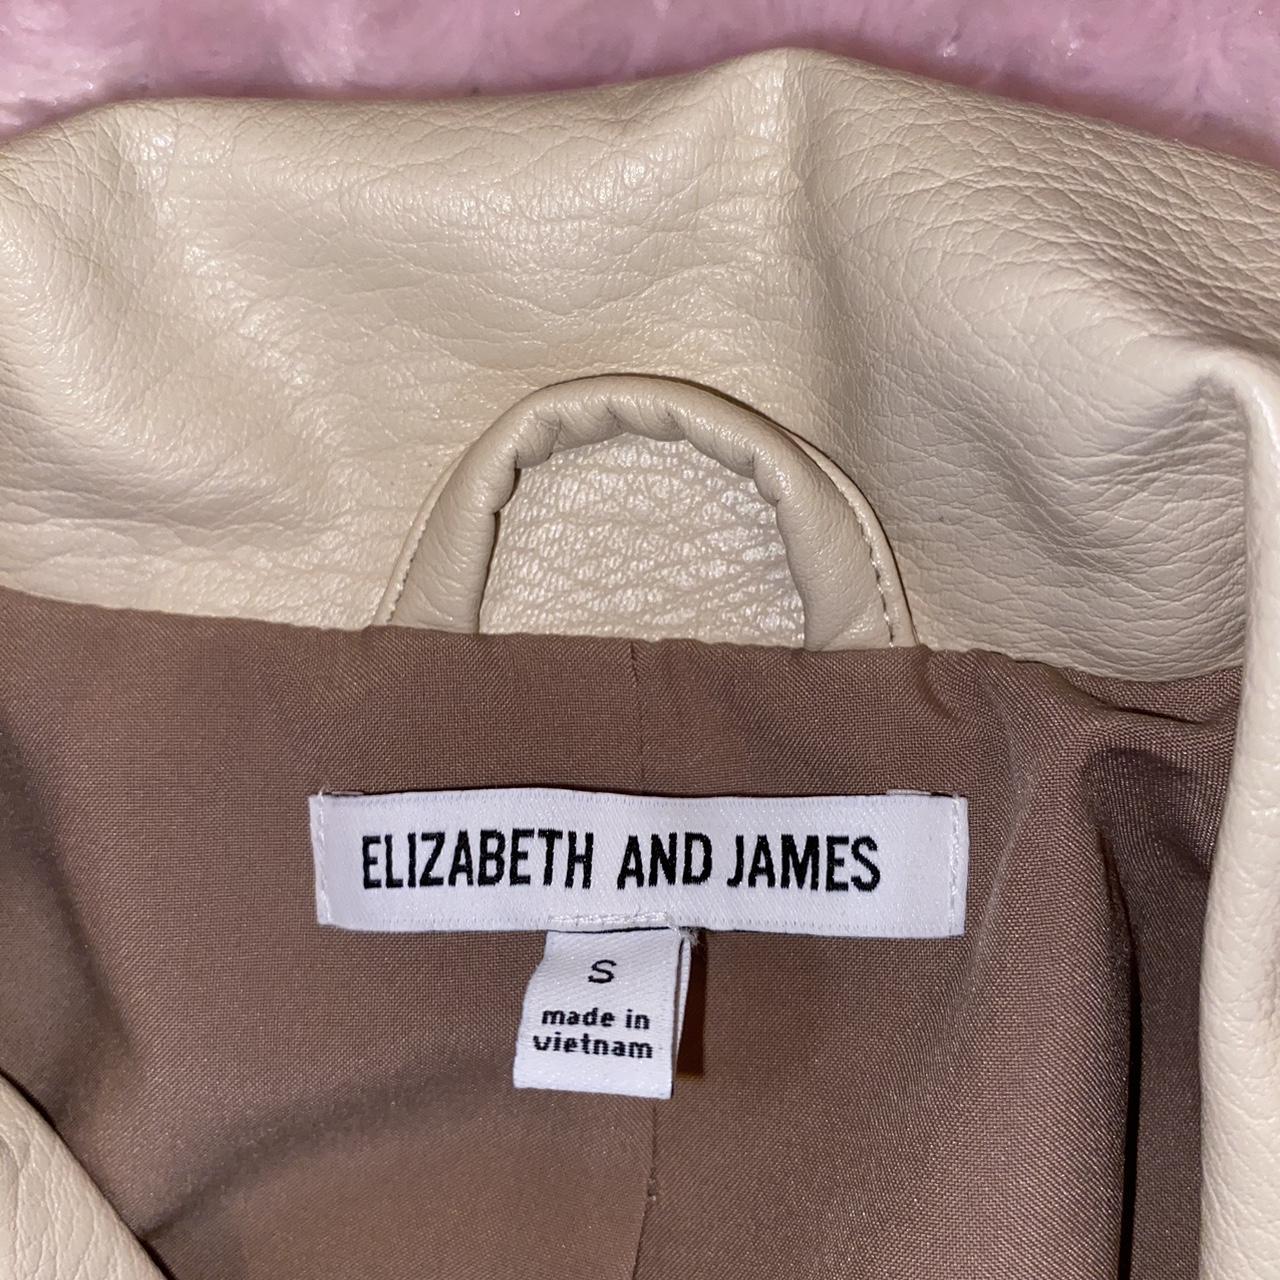 ELIZABETH AND JAMES
S
made in
vietnam